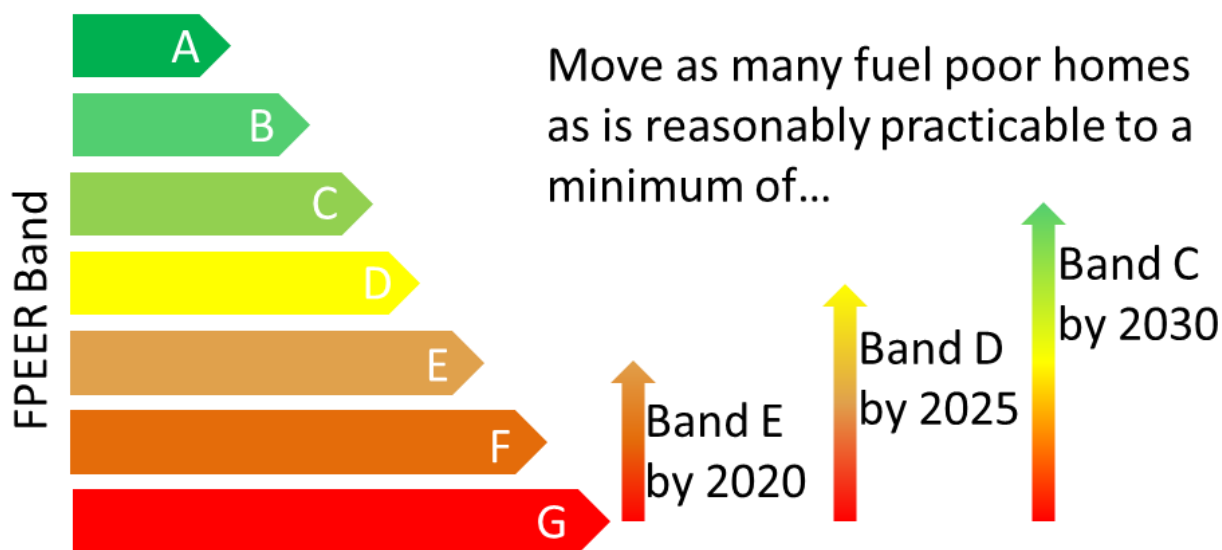 FPEER Band
A
B
C
D
E
F
G
Move as many fuel poor homes
as is reasonably practicable to a
minimum of...
Band E
by 2020
Band D
by 2025
Band C
by 2030